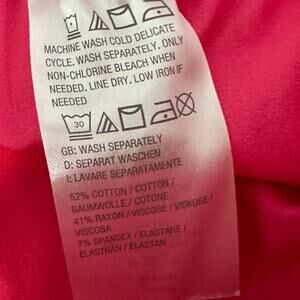 MACHINE WASH COLD DELICATE
CYCLE. WASH SEPARATELY. ONLY
NON-CHLORINE BLEACH WHEN
NEEDED. LINE DRY. LOW IRON IF
NEEDED
30
GB: WASH SEPARATELY
D: SEPARAT WASCHEN
I: LAVARE SEPARATAMENTE
52% COTTON / COTTON /
BAUMWOLLE / COTONE
41% RAYON / VISCOSE / VISKOSE /
VISCOSA
7% SPANDEX / ELASTANE /
ELASTHAN / ELASTAN